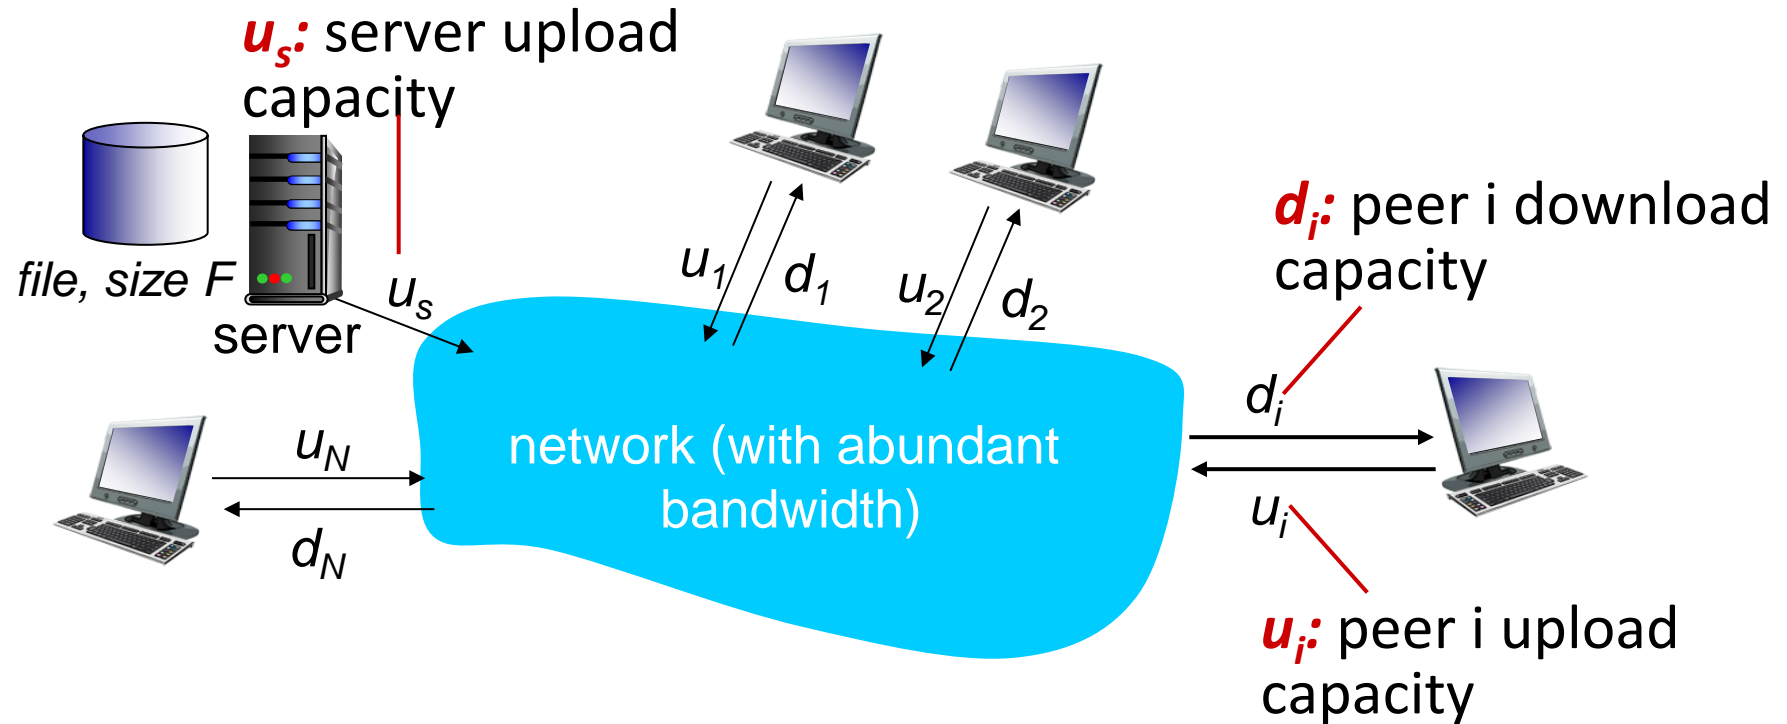 us: server upload
capacity
file, size F
server
us
u1
d1
u2
d2
di: peer i download
capacity
uN
dN
network (with abundant
bandwidth)
di
ui
ui: peer i upload
capacity